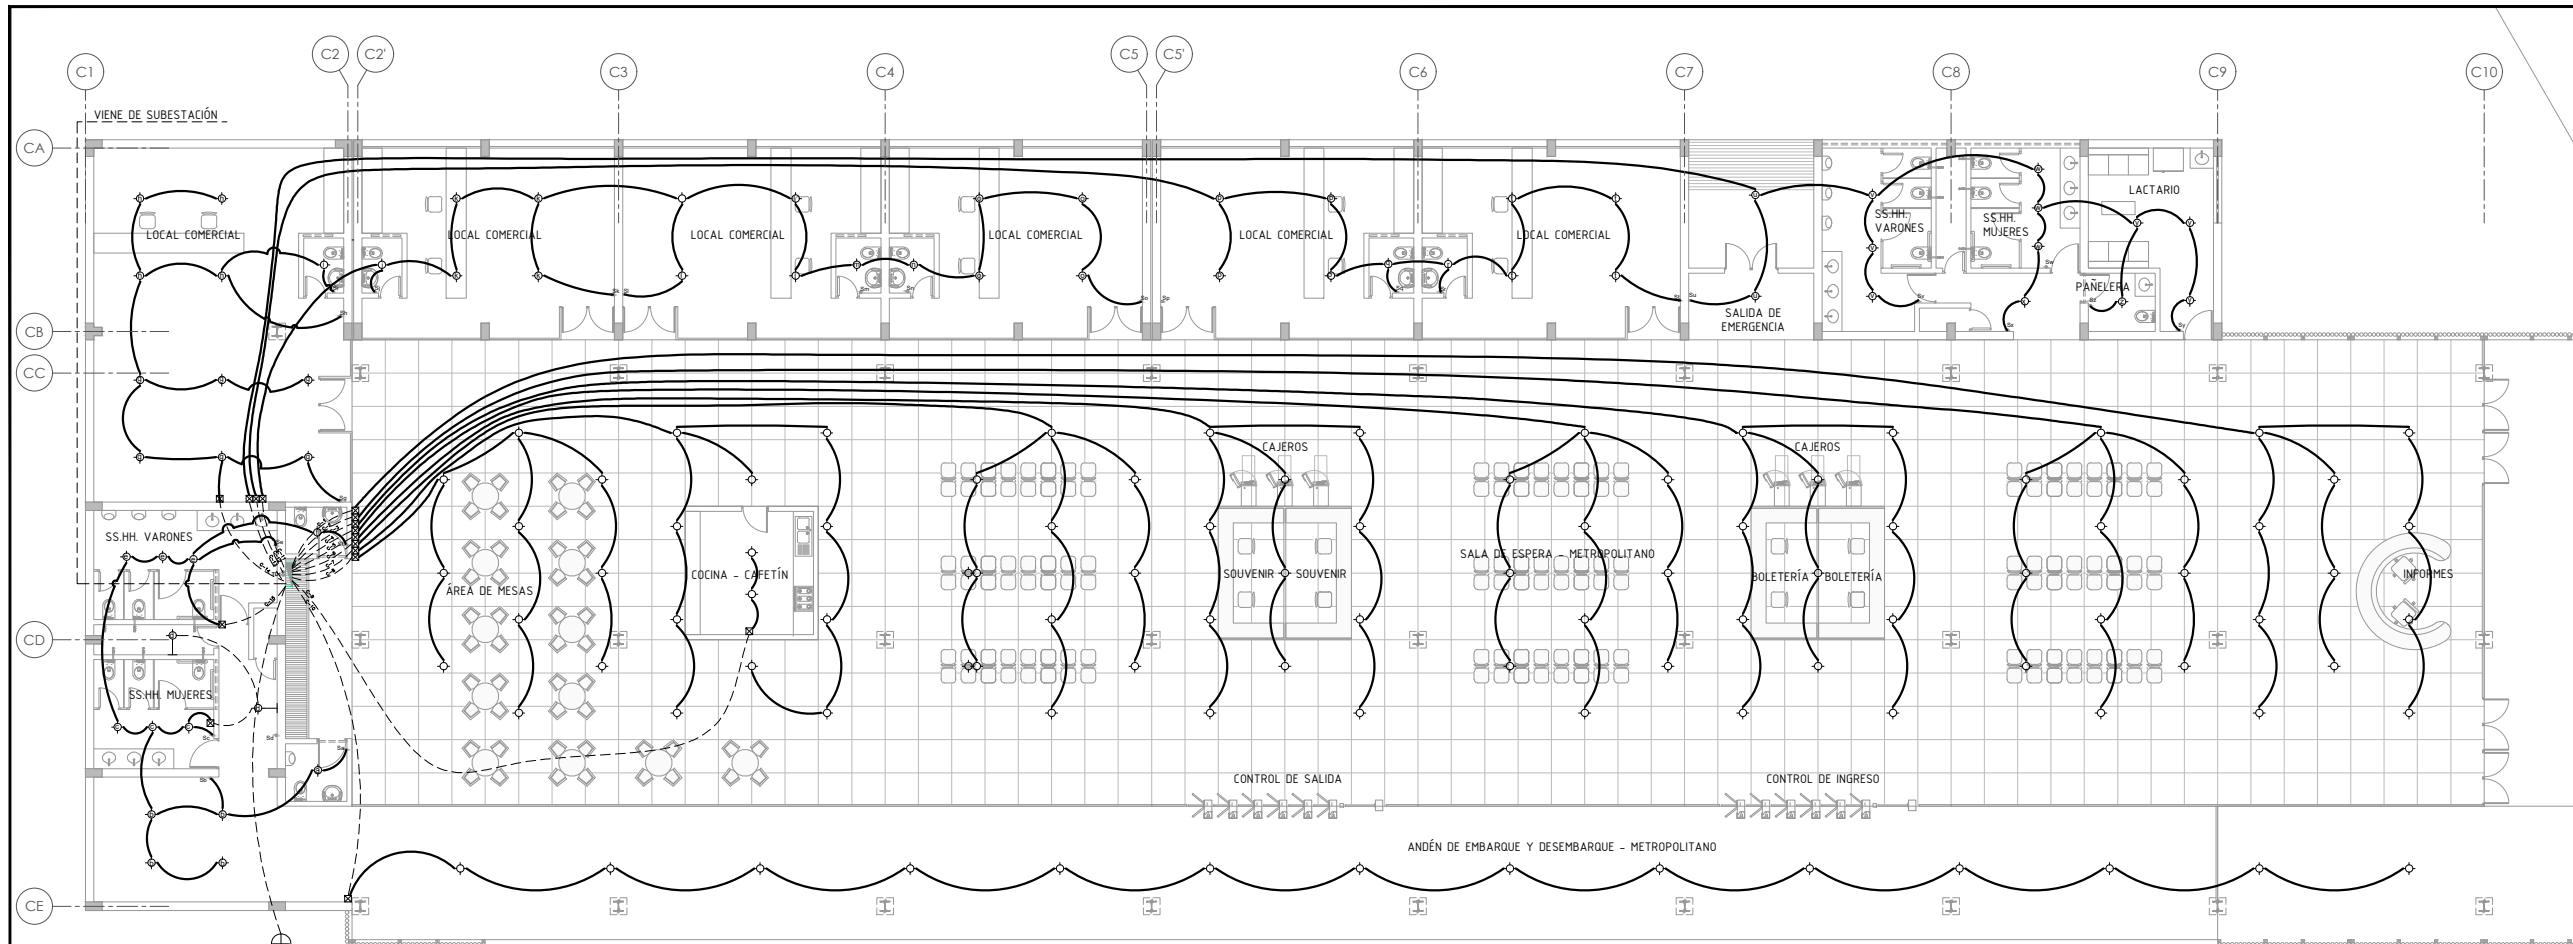 C1
C2
C2'
C3
C4
C5
C5'
C6
C7
C8
C9
C10
VIENE DE SUBESTACIÓN
CA
LACTARIO
SS.HH.
VARONES
SS.HH.
MUJERES
LOCAL COMERCIAL
LOCAL COMERCIAL
LOCAL COMERCIAL
LOCAL COMERCIAL
LOCAL COMERCIAL
LOCAL COMERCIAL
PAÑELERA
SALIDA DE
EMERGENCIA
CB
CC
CAJEROS
CAJEROS
SS.HH. VARONES
SALA DE ESPERA - METROPOLITANO
COCINA - CAFETÍN
SOUVENIR
SOUVENIR
BOLETERÍA
BOLETERÍA
INFORMES
ÁREA DE MESAS
CD
SS.HH. MUJERES
CONTROL DE SALIDA
CONTROL DE INGRESO
ANDÉN DE EMBARQUE Y DESEMBARQUE - METROPOLITANO
CE